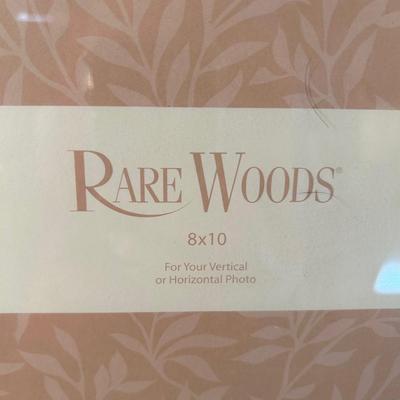 RARE WOODS®
8x10
For Your Vertical
or Horizontal Photo